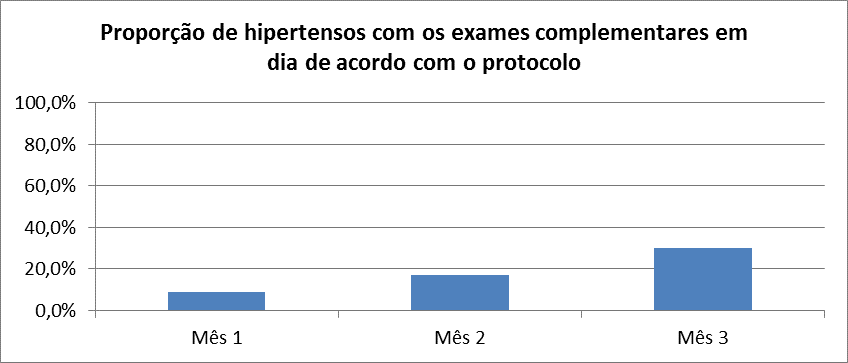 Proporção de hipertensos com os exames complementares em
dia de acordo com o protocolo
100,0%
80,0%
60,0%
40,0%
20,0%
0,0%
Mês 1 Mês 2 Mês 3